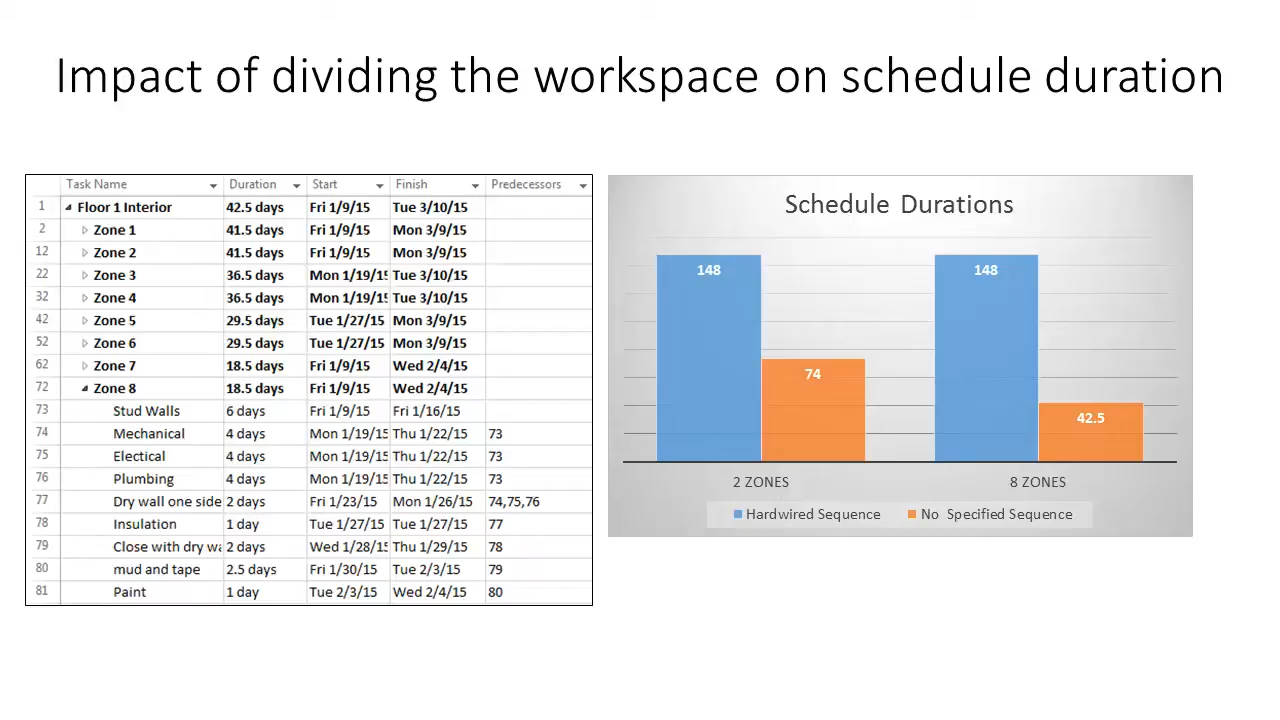 Impact of dividing the workspace on schedule duration
Task Name Duration Start Finish Predecessors
1 Floor 1 Interior 42.5 days Fri 1/9/15 Tue 3/10/15
2 Zone 1 41.5 days Fri 1/9/15 Mon 3/9/15
12 Zone 2 41.5 days Fri 1/9/15 Mon 3/9/15
22 Zone 3 36.5 days Mon 1/19/15 Tue 3/10/15
32 Zone 4 36.5 days Mon 1/19/15 Tue 3/10/15
42 Zone 5 29.5 days Tue 1/27/15 Mon 3/9/15
52 Zone 6 29.5 days Tue 1/27/15 Mon 3/9/15
62 Zone 7 18.5 days Fri 1/9/15 Wed 2/4/15
72 Zone 8 18.5 days Fri 1/9/15 Wed 2/4/15
73 Stud Walls 6 days Fri 1/9/15 Fri 1/16/15
74 Mechanical 4 days Mon 1/19/15 Thu 1/22/15 73
75 Electical 4 days Mon 1/19/15 Thu 1/22/15 73
76 Plumbing 4 days Mon 1/19/15 Thu 1/22/15 73
77 Dry wall one side 2 days Fri 1/23/15 Mon 1/26/15 74,75,76
78 Insulation 1 day Tue 1/27/15 Tue 1/27/15 77
79 Close with dry wa 2 days Wed 1/28/15 Thu 1/29/15 78
80 mud and tape 2.5 days Fri 1/30/15 Tue 2/3/15 79
81 Paint 1 day Tue 2/3/15 Wed 2/4/15 80
Schedule Durations
148 148
74
42.5
2 ZONES 8 ZONES
Hardwired Sequence No Specified Sequence